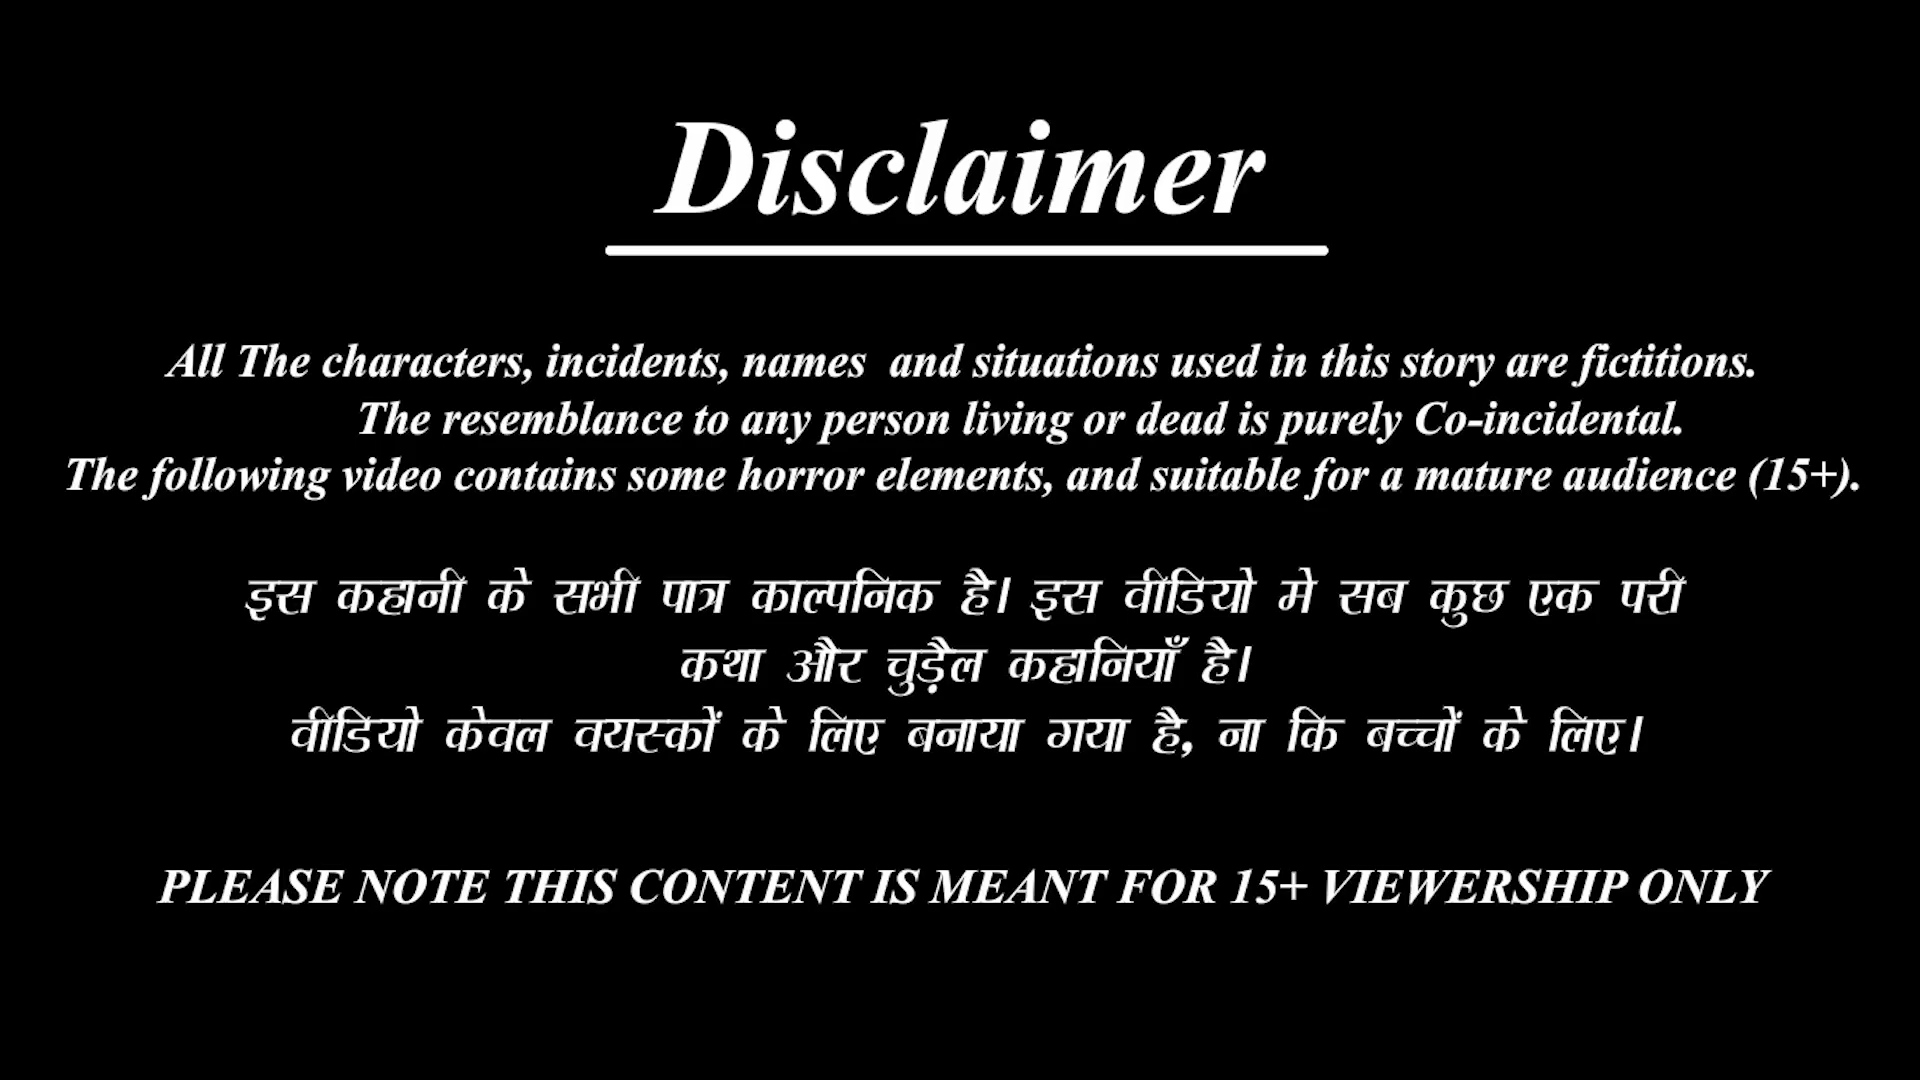 Disclaimer
All The characters, incidents, names and situations used in this story are fictitions.
The resemblance to any person living or dead is purely Co-incidental.
The following video contains some horror elements, and suitable for a mature audience (15+).
इस कहानी के सभी पात्र काल्पनिक है। इस वीडियो मे सब कुछ एक परी
कथा और चुड़ैल कहानियाँ है।
वीडियो केवल वयस्कों के लिए बनाया गया है, ना कि बच्चों के लिए।
PLEASE NOTE THIS CONTENT IS MEANT FOR 15+ VIEWERSHIP ONLY